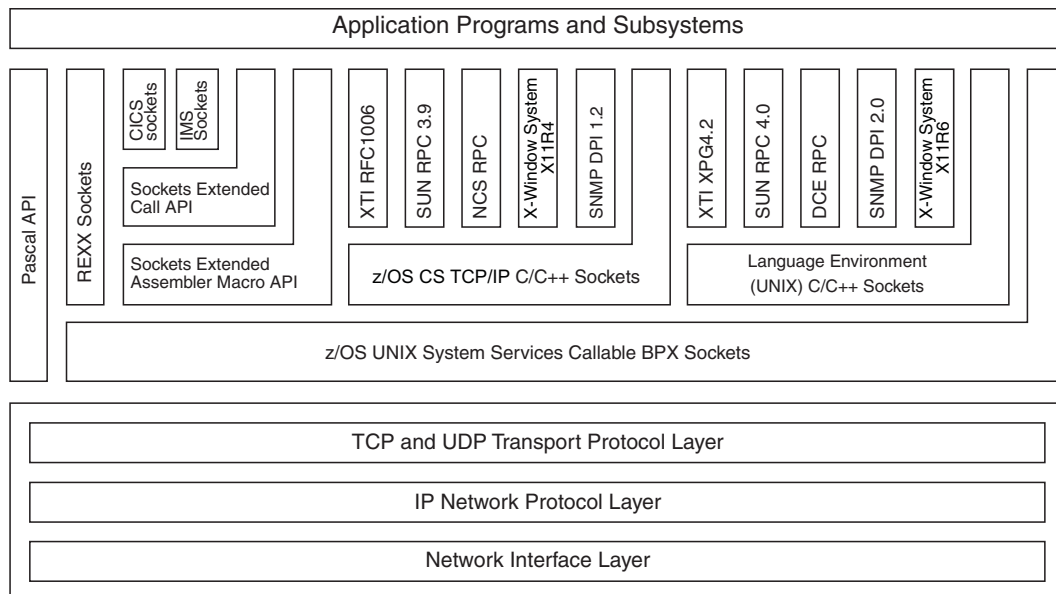 Application Programs and Subsystems
Pascal API
REXX Sockets
CICS
sockets
IMS
Sockets
Sockets Extended
Call API
Sockets Extended
Assembler Macro API
XTI RFC1006
SUN RPC 3.9
NCS RPC
X-Window System
X11R4
SNMP DPI 1.2
z/OS CS TCP/IP C/C++ Sockets
XTI XPG4.2
SUN RPC 4.0
DCE RPC
SNMP DPI 2.0
X-Window System
X11R6
Language Environment
(UNIX) C/C++ Sockets
z/OS UNIX System Services Callable BPX Sockets
TCP and UDP Transport Protocol Layer
IP Network Protocol Layer
Network Interface Layer